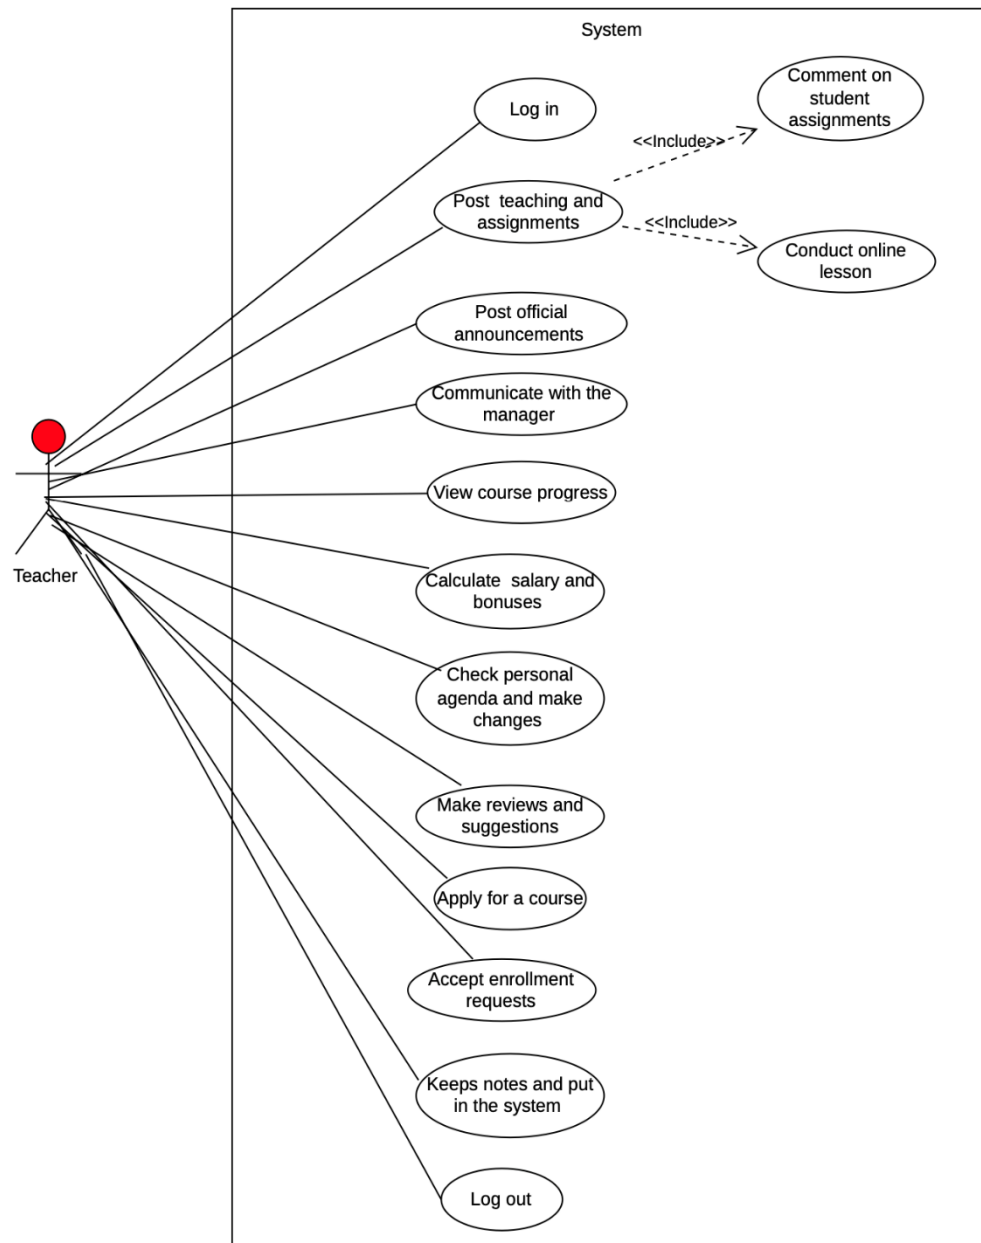 System
Log in
Comment on
student
assignments
<<Include>>
Post  teaching and
assignments
<<Include>>
Conduct online
lesson
Post official
announcements
Communicate with the
manager
View course progress
Teacher
Calculate  salary and
bonuses
Check personal
agenda and make
changes
Make reviews and
suggestions
Apply for a course
Accept enrollment
requests
Keeps notes and put
in the system
Log out